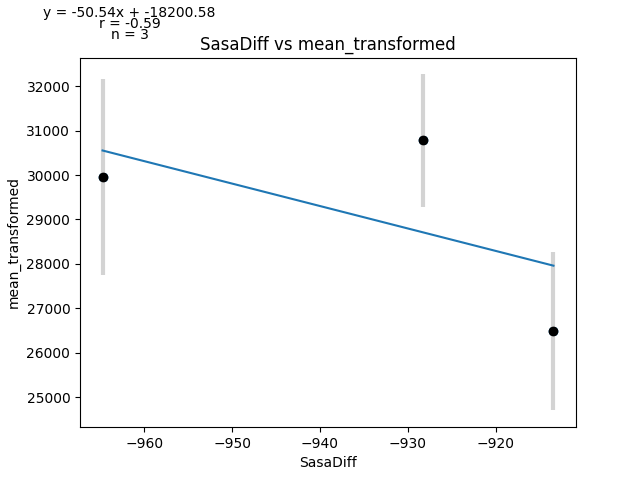 y = -50.54x + -18200.58
r = -0.59
n = 3
SasaDiff vs mean_transformed
32000
31000
30000
29000
28000
27000
26000
25000
mean_transformed
−960
−950
−940
−930
−920
SasaDiff